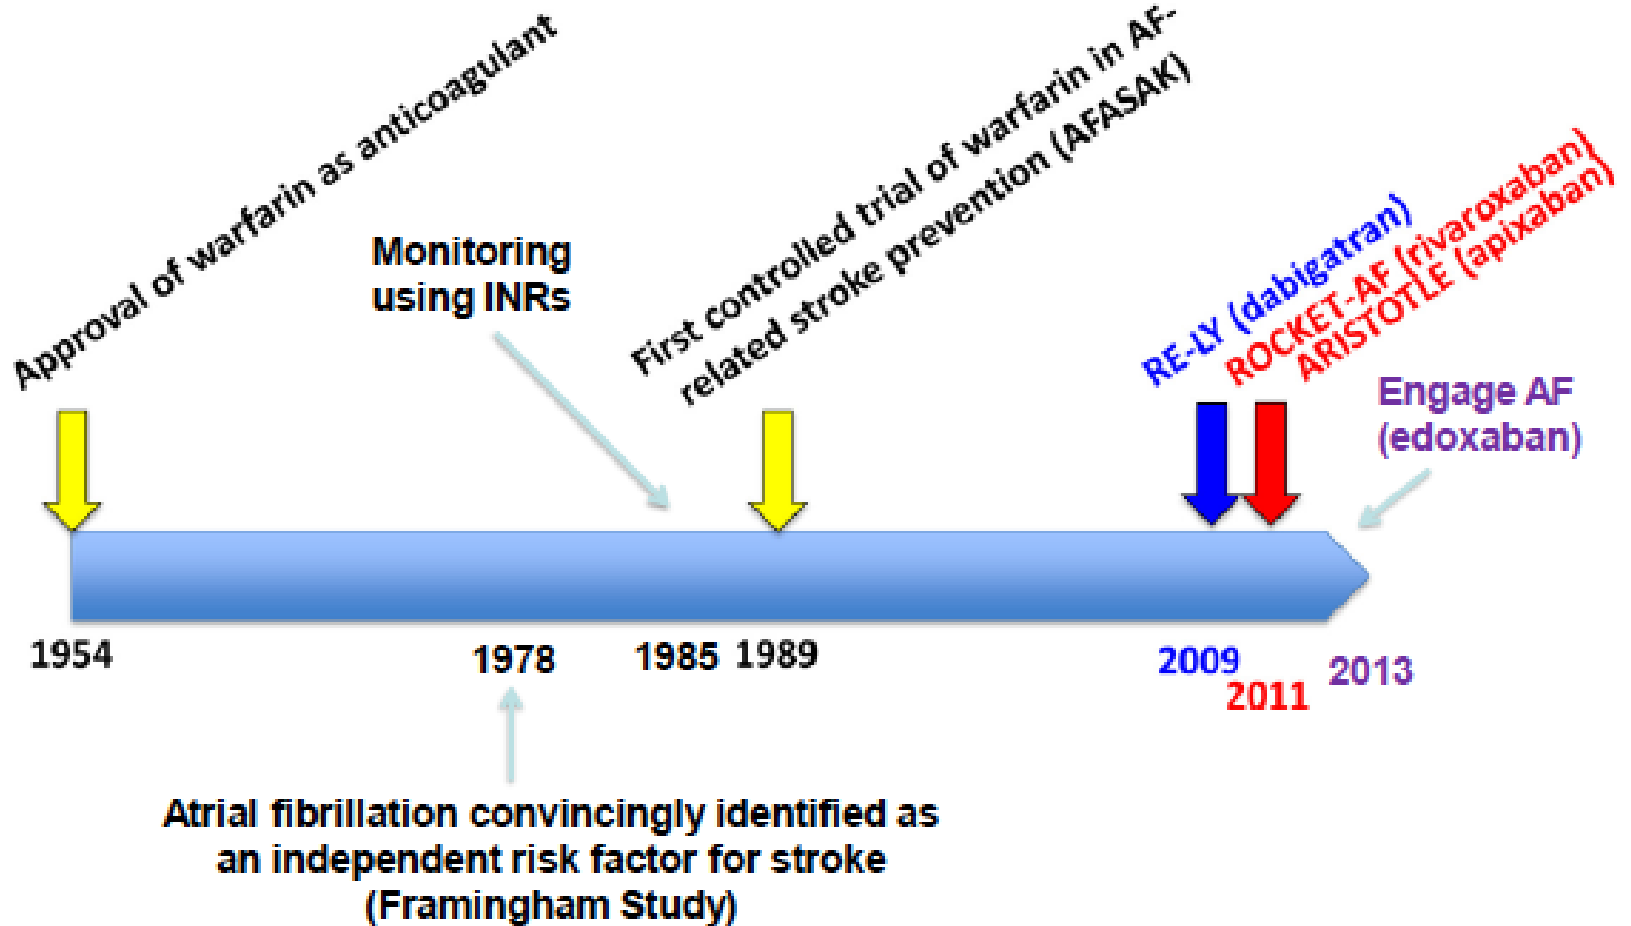 Approval of warfarin as anticoagulant
Monitoring
using INRs
First controlled trial of warfarin in AF-
related stroke prevention (AFASAK)
RE-LY (dabigatran)
ROCKET-AF (rivaroxaban)
ARISTOTLE (apixaban)
Engage AF
(edoxaban)
1954
1978
1985
1989
2009
2011
2013
Atrial fibrillation convincingly identified as
an independent risk factor for stroke
(Framingham Study)